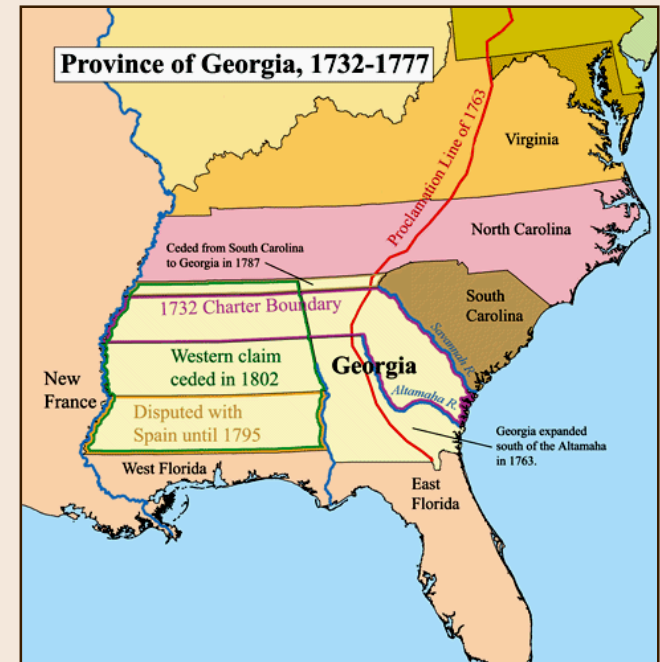 Province of Georgia, 1732-1777
Proclamation Line of 1763
Virginia
North Carolina
Ceded from South Carolina
to Georgia in 1787
1732 Charter Boundary
South
Carolina
Savannah R.
Western claim
ceded in 1802
Georgia
New
France
Altamaha R.
Disputed with
Spain until 1795
Georgia expanded
south of the Altamaha
in 1763.
West Florida
East
Florida